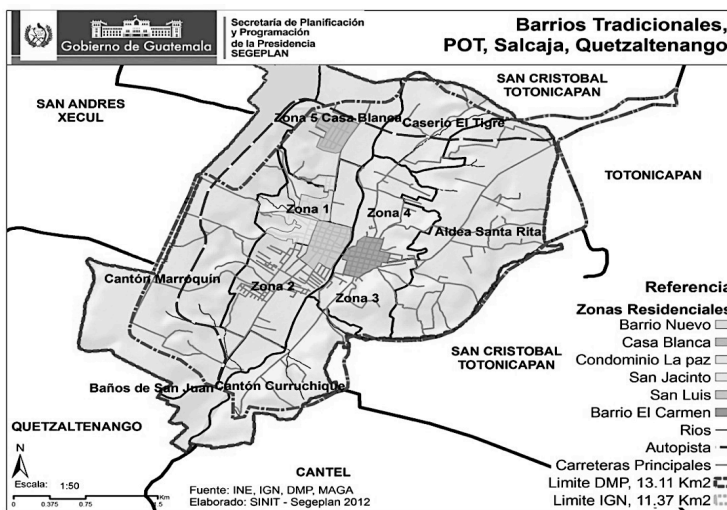 Gobierno de Guatemala
Secretaría de Planificación
y Programación
de la Presidencia
SEGEPLAN
Barrios Tradicionales,
POT, Salcaja, Quetzaltenango
SAN CRISTOBAL
TOTONICAPAN
SAN ANDRES
XECUL
Zona 5 Casa Blanca
Caserio El Tigre
TOTONICAPAN
Zona 1
Zona 4
Aldea Santa Rita
Cantón Marroquin
Zona 2
Zona 3
SAN CRISTOBAL
TOTONICAPAN
Baños de San Juan
Cantón Curruchique
QUETZALTENANGO
CANTEL
Referencia
Zonas Residenciales
Barrio Nuevo
Casa Blanca
Condominio La paz
San Jacinto
San Luis
Barrio El Carmen
Rios
Autopista
Carreteras Principales
Limite DMP, 13.11 Km2
Limite IGN, 11.37 Km2
N
Escala: 1:50
0 0.375 0.75 1.5 Km
Fuente: INE, IGN, DMP, MAGA
Elaborado: SINIT - Segeplan 2012